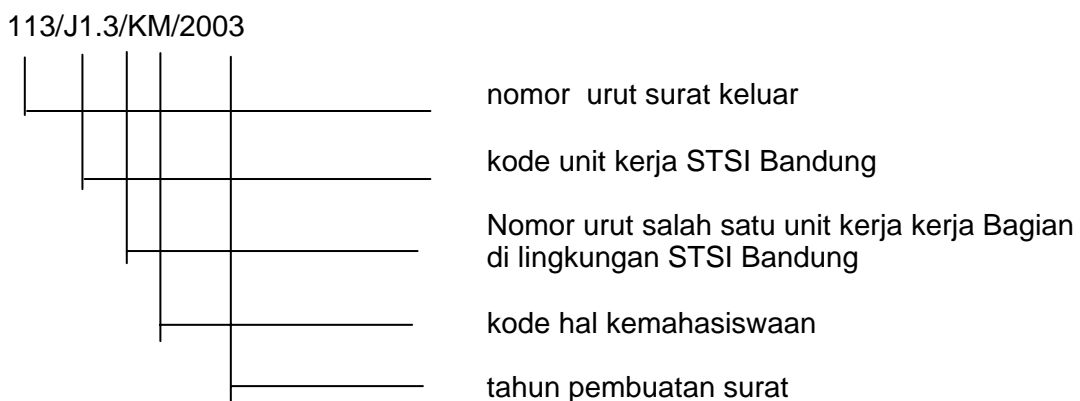 113/J1.3/KM/2003
nomor urut surat keluar
kode unit kerja STSI Bandung
Nomor urut salah satu unit kerja kerja Bagian
di lingkungan STSI Bandung
kode hal kemahasiswaan
tahun pembuatan surat